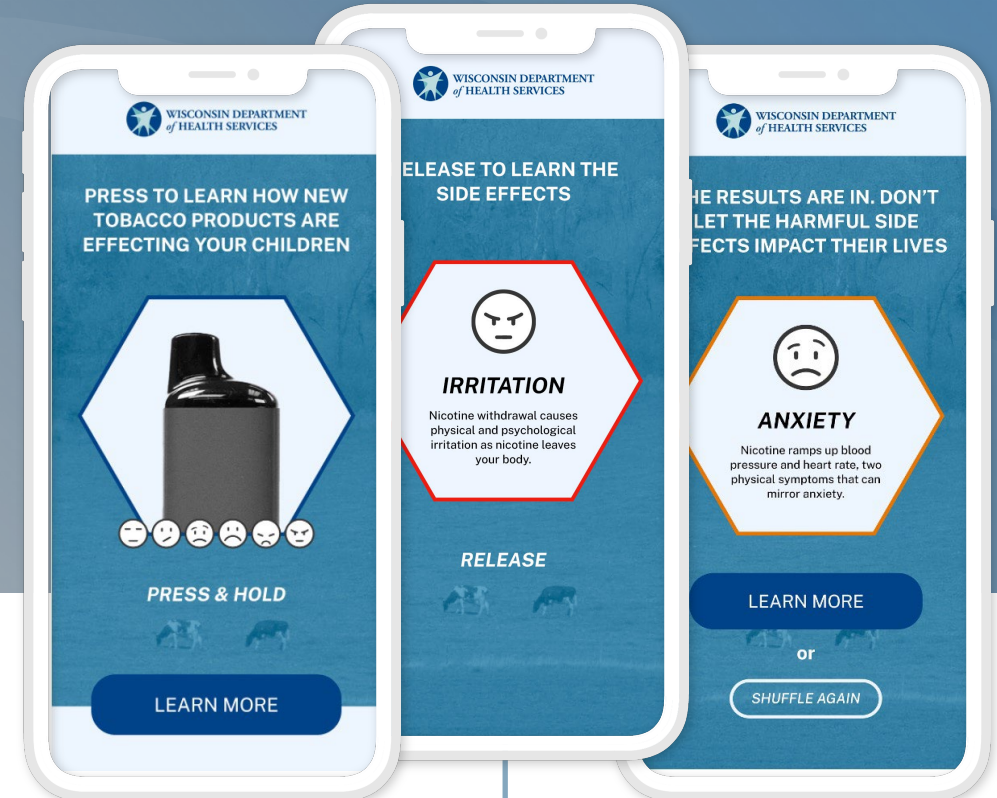 WISCONSIN DEPARTMENT
of HEALTH SERVICES
PRESS TO LEARN HOW NEW
TOBACCO PRODUCTS ARE
EFFECTING YOUR CHILDREN
PRESS & HOLD
LEARN MORE
WISCONSIN DEPARTMENT
of HEALTH SERVICES
ELEASE TO LEARN THE
SIDE EFFECTS
IRRITATION
Nicotine withdrawal causes
physical and psychological
irritation as nicotine leaves
your body.
RELEASE
WISCONSIN DEPARTMENT
of HEALTH SERVICES
HE RESULTS ARE IN. DON'T
LET THE HARMFUL SIDE
FECTS IMPACT THEIR LIVES
ANXIETY
Nicotine ramps up blood
pressure and heart rate, two
physical symptoms that can
mirror anxiety.
LEARN MORE
or
SHUFFLE AGAIN